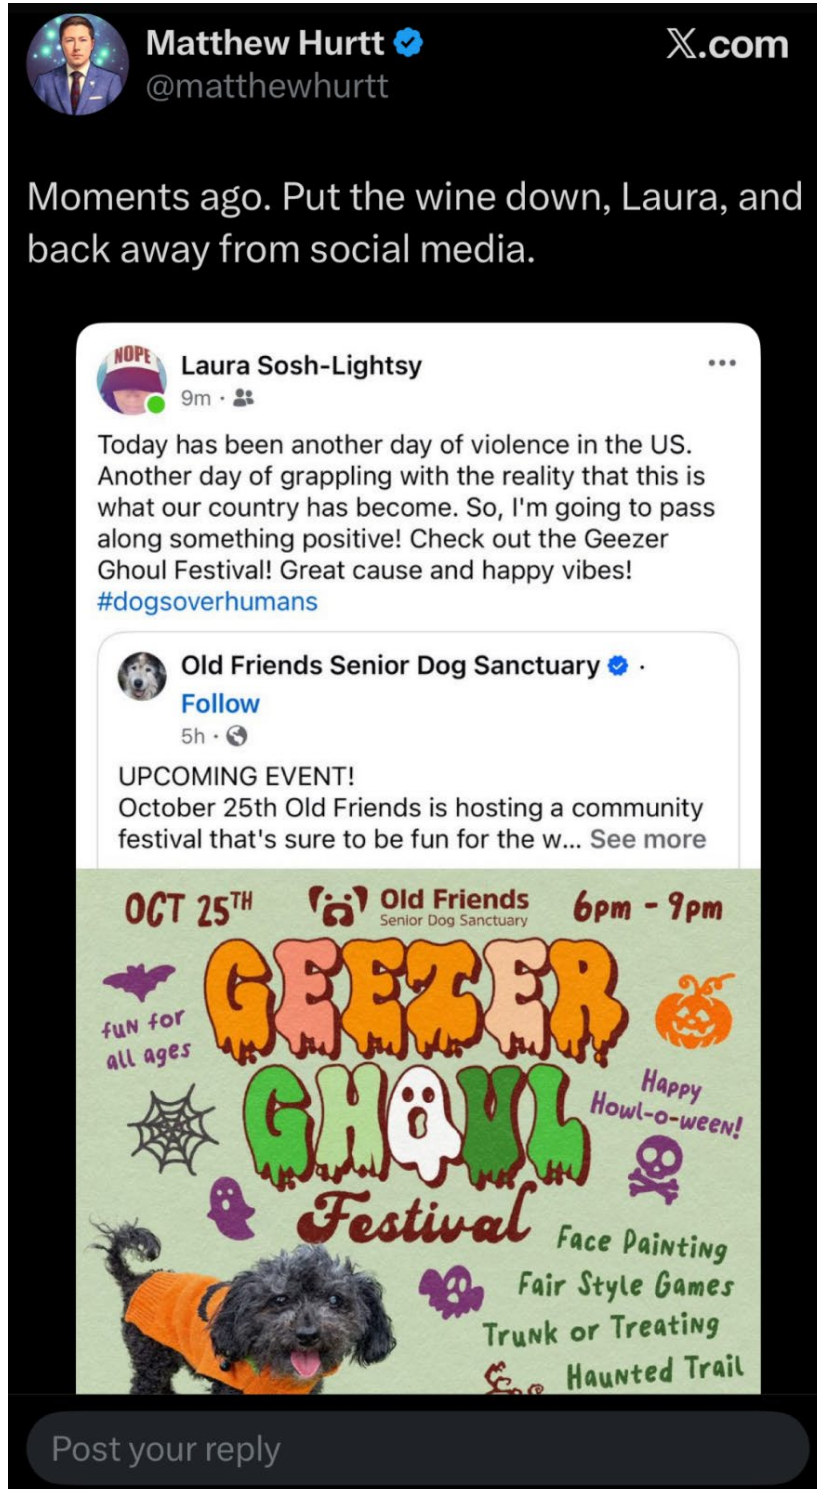 Matthew Hurtt
X.com
@matthewhurtt
Moments ago. Put the wine down, Laura, and
back away from social media.
NOPE
Laura Sosh-Lightsy
9m ·
Today has been another day of violence in the US.
Another day of grappling with the reality that this is
what our country has become. So, I'm going to pass
along something positive! Check out the Geezer
Ghoul Festival! Great cause and happy vibes!
#dogsoverhumans
Old Friends Senior Dog Sanctuary ·
Follow
5h ·
UPCOMING EVENT!
October 25th Old Friends is hosting a community
festival that's sure to be fun for the w... See more
OCT 25TH
Old Friends
Senior Dog Sanctuary
6pm - 9pm
GEEZER
fuN for
all ages
GHOUL
Happy
Howl-o-weeN!
Festival
Face PaiNtiNg
Fair Style Games
TruNk or TreatiNg
HauNted Trail
Post your reply